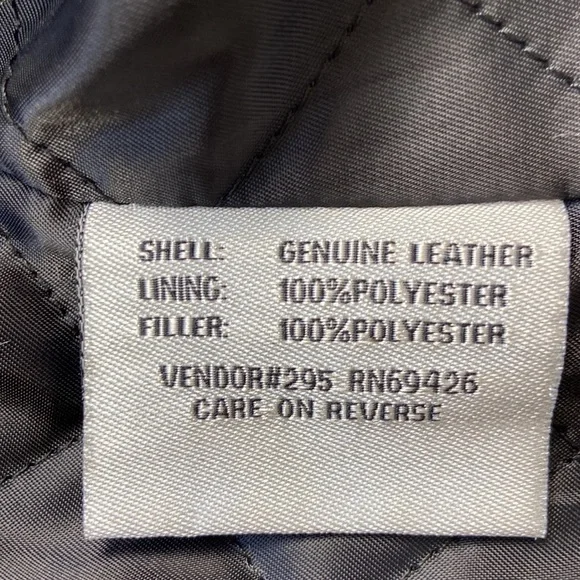 SHELL: GENUINE LEATHER
LINING: 100%POLYESTER
FILLER: 100%POLYESTER
VENDOR#295 RN69426
CARE ON REVERSE